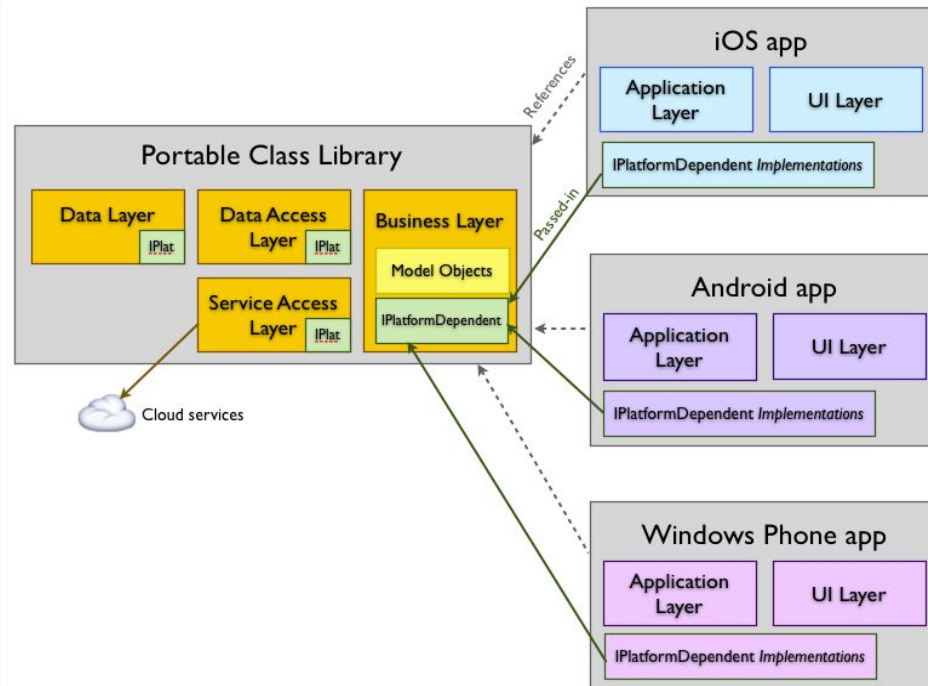 iOS app
Application
Layer
UI Layer
IPlatformDependent Implementations
References
Passed-in
Portable Class Library
Data Layer
IPlat
Data Access
Layer
IPlat
Business Layer
Model Objects
IPlatformDependent
Service Access
Layer
IPlat
Cloud services
Android app
Application
Layer
UI Layer
IPlatformDependent Implementations
Windows Phone app
Application
Layer
UI Layer
IPlatformDependent Implementations